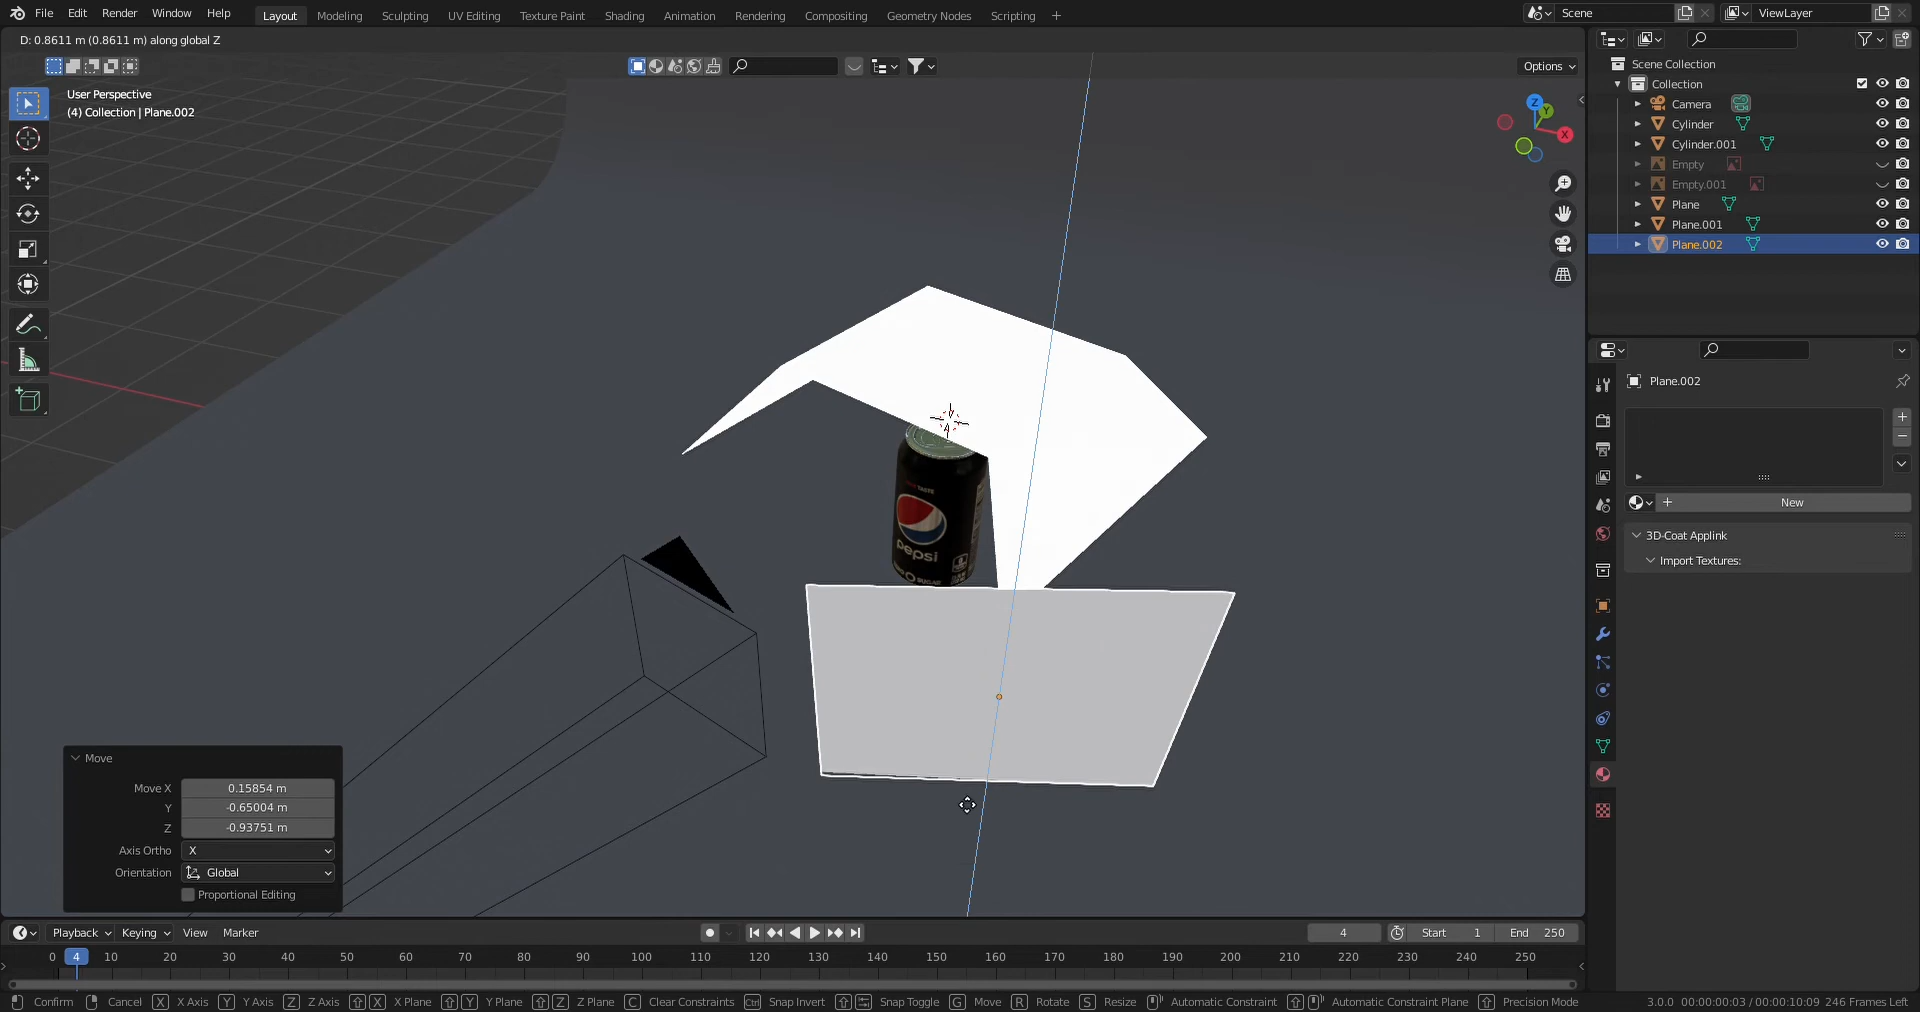 File Edit Render Window Help Layout Modeling Sculpting UV Editing Texture Paint Shading Animation Rendering Compositing Geometry Nodes Scripting + Scene ViewLayer
D: 0.8611 m (0.8611 m) along global Z
Options
User Perspective
(4) Collection | Plane.002
Z
Y
X
Scene Collection
Collection
Camera
Cylinder
Cylinder.001
Empty
Empty.001
Plane
Plane.001
Plane.002
Plane.002
+ New
3D-Coat Applink
Import Textures:
TASTE
pepsi
SUGAR
Move
Move X 0.15854 m
Y -0.65004 m
Z -0.93751 m
Axis Ortho X
Orientation Global
Proportional Editing
Playback Keying View Marker 4 Start 1 End 250
0 4 10 20 30 40 50 60 70 80 90 100 110 120 130 140 150 160 170 180 190 200 210 220 230 240 250
Confirm Cancel X X Axis Y Y Axis Z Z Axis X X Plane Y Y Plane Z Z Plane C Clear Constraints Ctrl Snap Invert Snap Toggle G Move R Rotate S Resize Automatic Constraint Automatic Constraint Plane Precision Mode 3.0.0 00:00:00:03 / 00:00:10:09 246 Frames Left